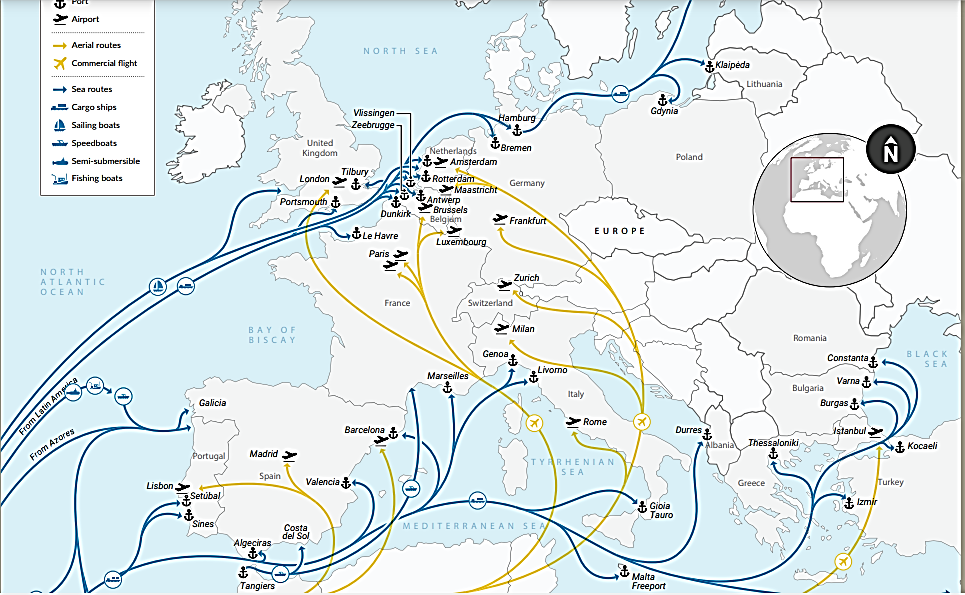 Port
Airport
Aerial routes
Commercial flight
Sea routes
Cargo ships
Sailing boats
Speedboats
Semi-submersible
Fishing boats
NORTH SEA
Klaipėda
Lithuania
Gdynia
Vlissingen
Zeebrugge
Hamburg
Bremen
N
United
Kingdom
Netherlands
Amsterdam
Poland
Tilbury
London
Rotterdam
Germany
Maastricht
Portsmouth
Antwerp
Dunkirk
Brussels
Belgium
Frankfurt
EUROPE
Le Havre
Luxembourg
Paris
NORTH
ATLANTIC
OCEAN
Zurich
France
Switzerland
BAY OF
BISCAY
Milan
Romania
Genoa
Constanta
BLACK
SEA
Livorno
Marseilles
Varna
Bulgaria
From Latin America
Italy
Galicia
Burgas
Rome
Barcelona
Durres
Istanbul
From Azores
Albania
Thessaloniki
Kocaeli
Portugal
Madrid
TYRRHENIAN
SEA
Spain
Valencia
Greece
Turkey
Lisbon
Setúbal
Izmir
Gioia
Tauro
Sines
Costa
del Sol
MEDITERRANEAN SEA
Algeciras
Malta
Freeport
Tangiers